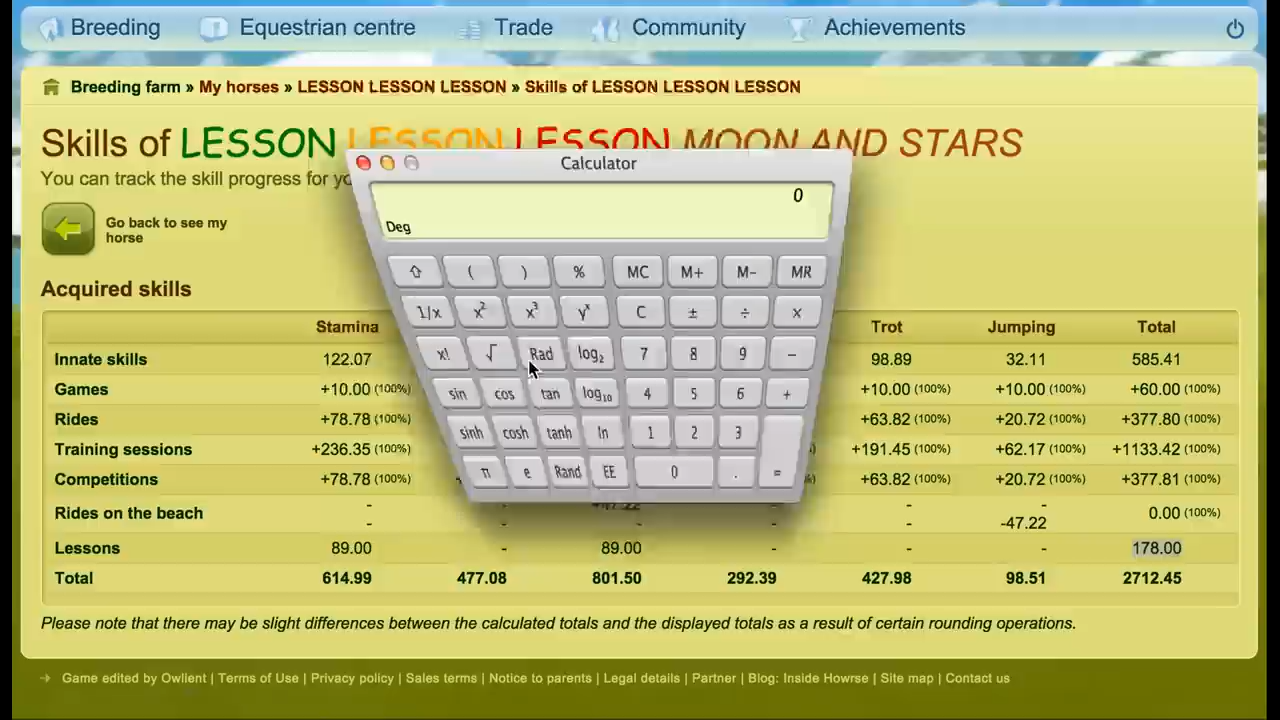 Breeding Equestrian centre Trade Community Achievements
Breeding farm » My horses » LESSON LESSON LESSON » Skills of LESSON LESSON LESSON
Skills of LESSON LESSON LESSON MOON AND STARS
You can track the skill progress for yo
Go back to see my
horse
Acquired skills
Stamina Trot Jumping Total
Innate skills 122.07 98.89 32.11 585.41
Games +10.00 (100%) +10.00 (100%) +10.00 (100%) +60.00 (100%)
Rides +78.78 (100%) +63.82 (100%) +20.72 (100%) +377.80 (100%)
Training sessions +236.35 (100%) +191.45 (100%) +62.17 (100%) +1133.42 (100%)
Competitions +78.78 (100%) +63.82 (100%) +20.72 (100%) +377.81 (100%)
Rides on the beach - - - - - 0.00 (100%)
- - - - -47.22
Lessons 89.00 - 89.00 - - - 178.00
Total 614.99 477.08 801.50 292.39 427.98 98.51 2712.45
Please note that there may be slight differences between the calculated totals and the displayed totals as a result of certain rounding operations.
Game edited by Owlient | Terms of Use | Privacy policy | Sales terms | Notice to parents | Legal details | Partner | Blog: Inside Howrse | Site map | Contact us
Calculator
0
Deg
⇧ ( ) % MC M+ M- MR
1/x x² x³ yˣ C ± ÷ ×
x! √ Rad log₂ 7 8 9 −
sin cos tan log₁₀ 4 5 6 +
sinh cosh tanh ln 1 2 3
π e Rand EE 0 . =